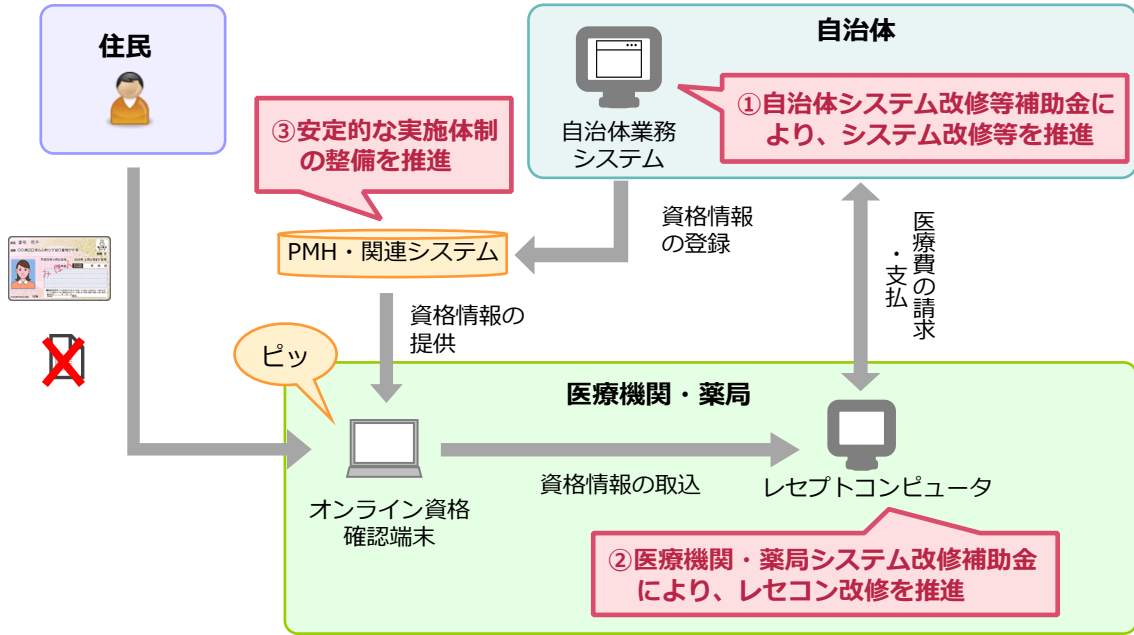 住民
自治体
自治体業務
システム
①自治体システム改修等補助金に
より、システム改修等を推進
③安定的な実施体制
の整備を推進
資格情報
の登録
PMH・関連システム
医療費の請求
・支払
資格情報の
提供
ピッ
医療機関・薬局
資格情報の取込
オンライン資格
確認端末
レセプトコンピュータ
②医療機関・薬局システム改修補助金
により、レセコン改修を推進